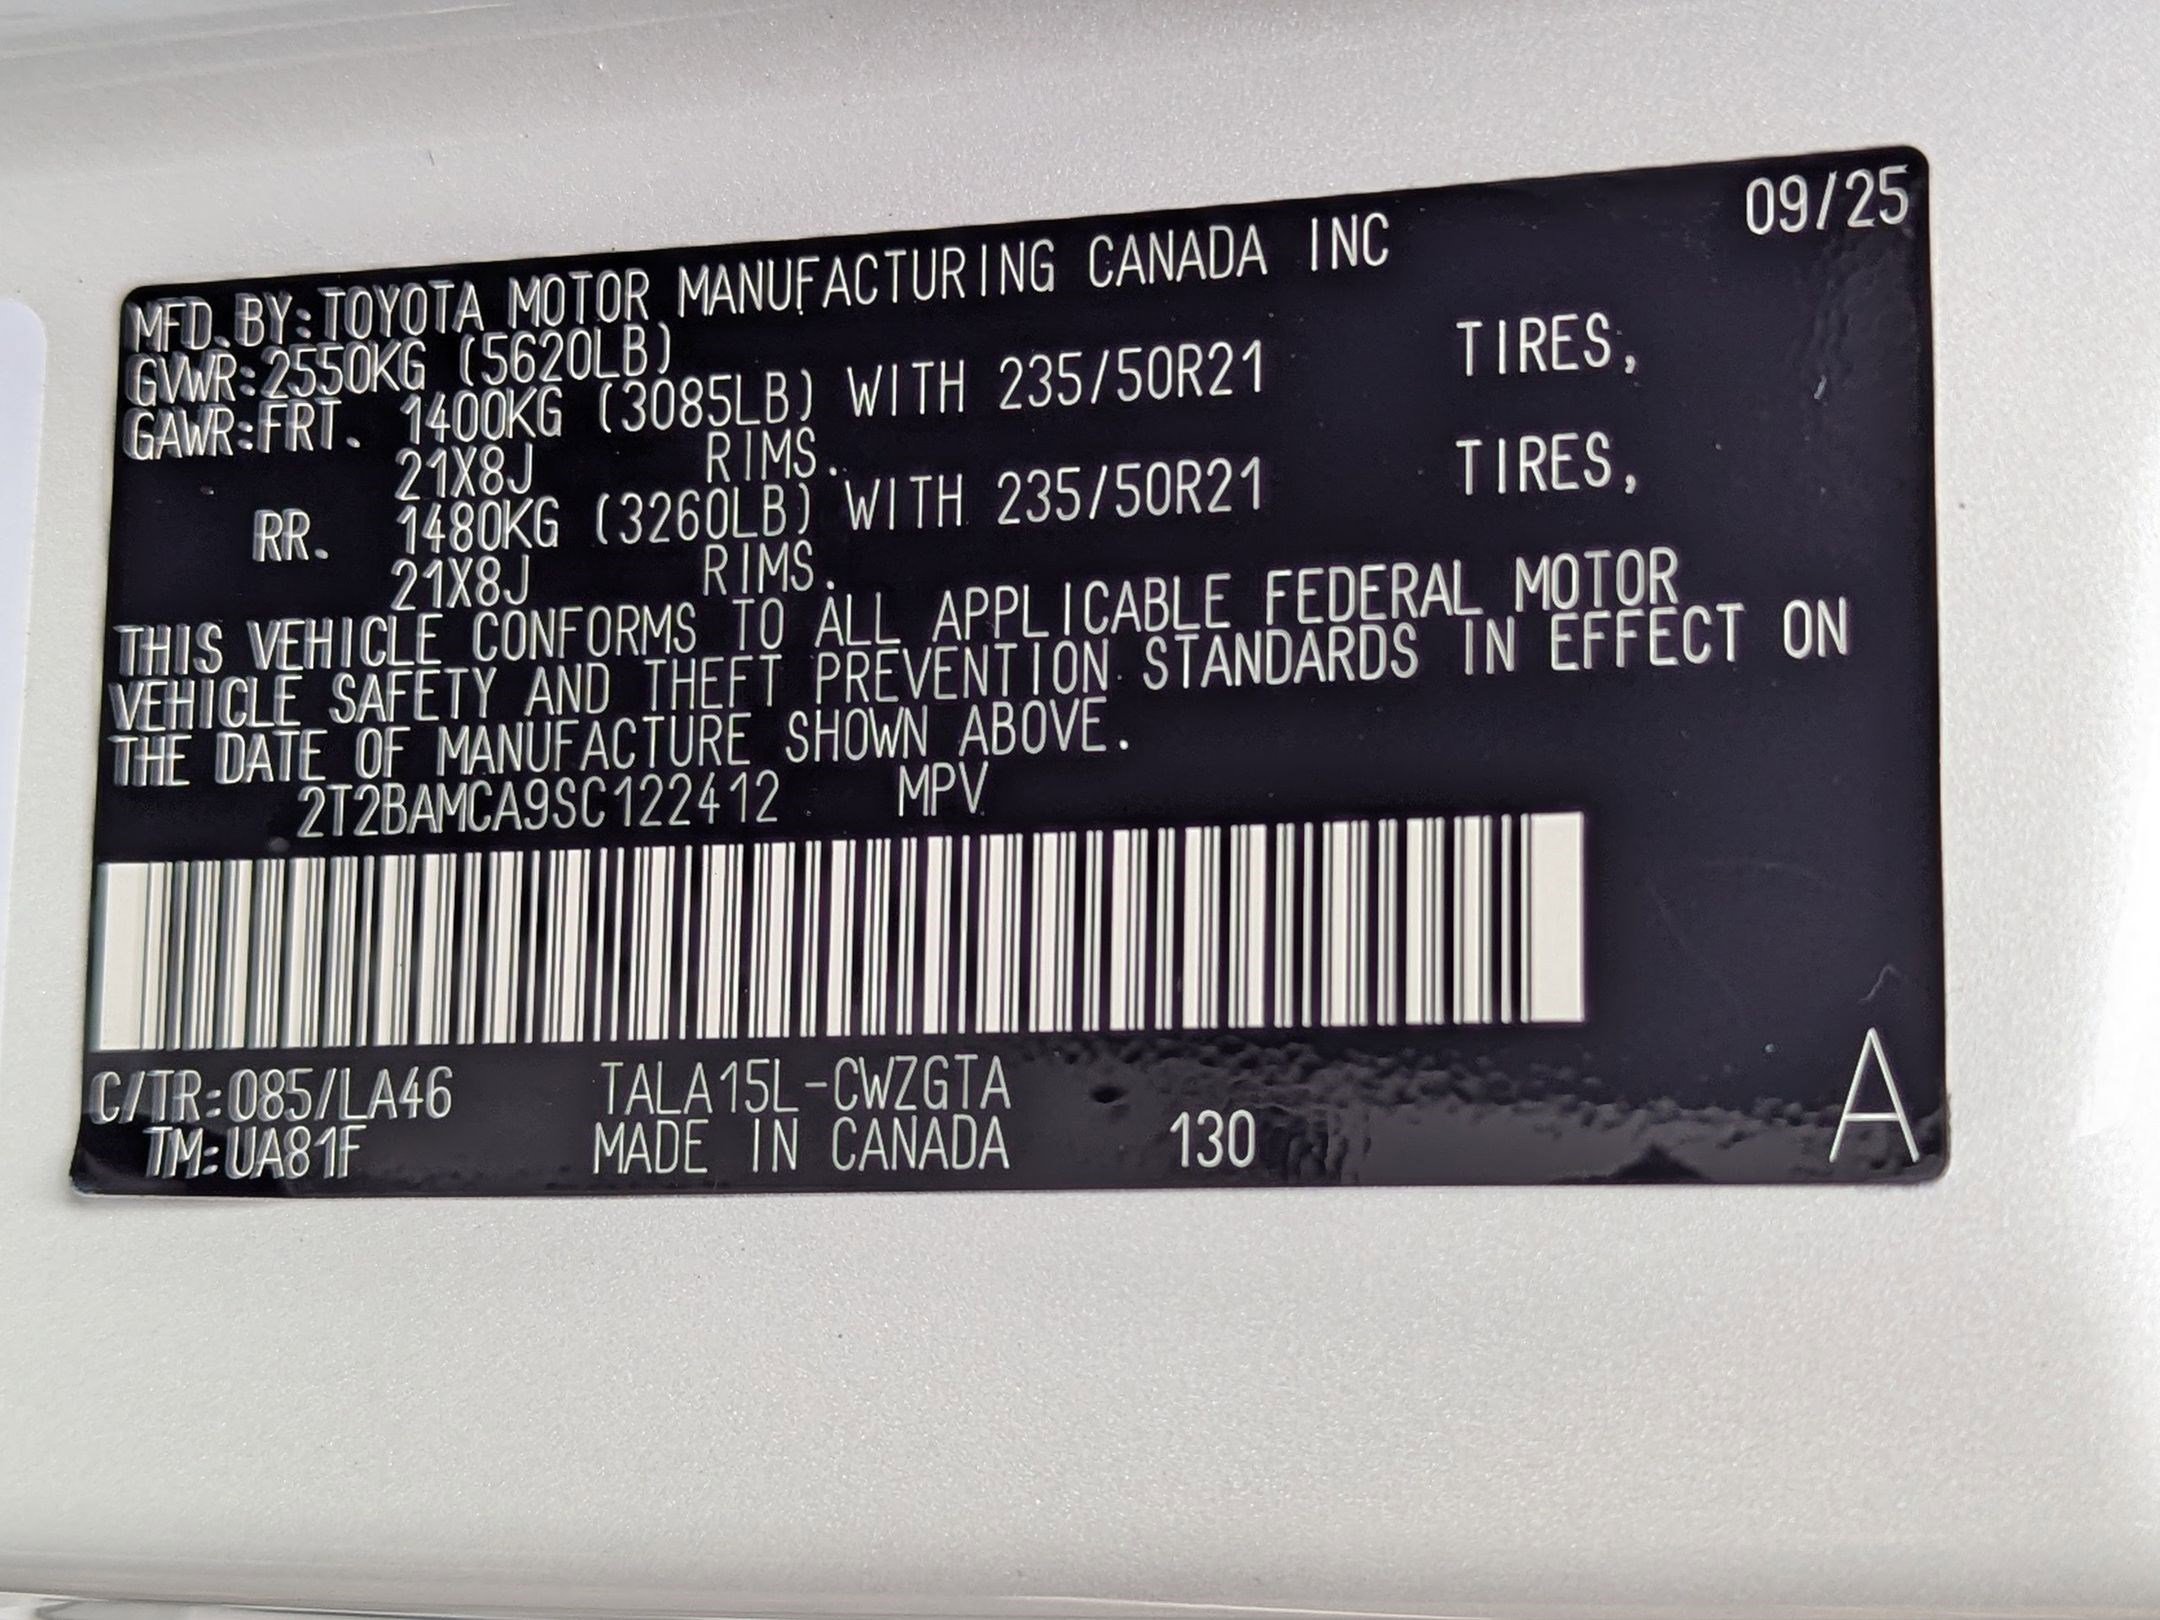 09/25
MFD. BY: TOYOTA MOTOR MANUFACTURING CANADA INC
GVWR: 2550KG (5620LB)
GAWR: FRT. 1400KG (3085LB) WITH 235/50R21 TIRES,
21X8J RIMS.
RR. 1480KG (3260LB) WITH 235/50R21 TIRES,
21X8J RIMS.
THIS VEHICLE CONFORMS TO ALL APPLICABLE FEDERAL MOTOR
VEHICLE SAFETY AND THEFT PREVENTION STANDARDS IN EFFECT ON
THE DATE OF MANUFACTURE SHOWN ABOVE.
2T2BAMCA9SC122412 MPV
C/TR: 085/LA46 TALA15L-CWZGTA
TM: UA81F MADE IN CANADA 130
A